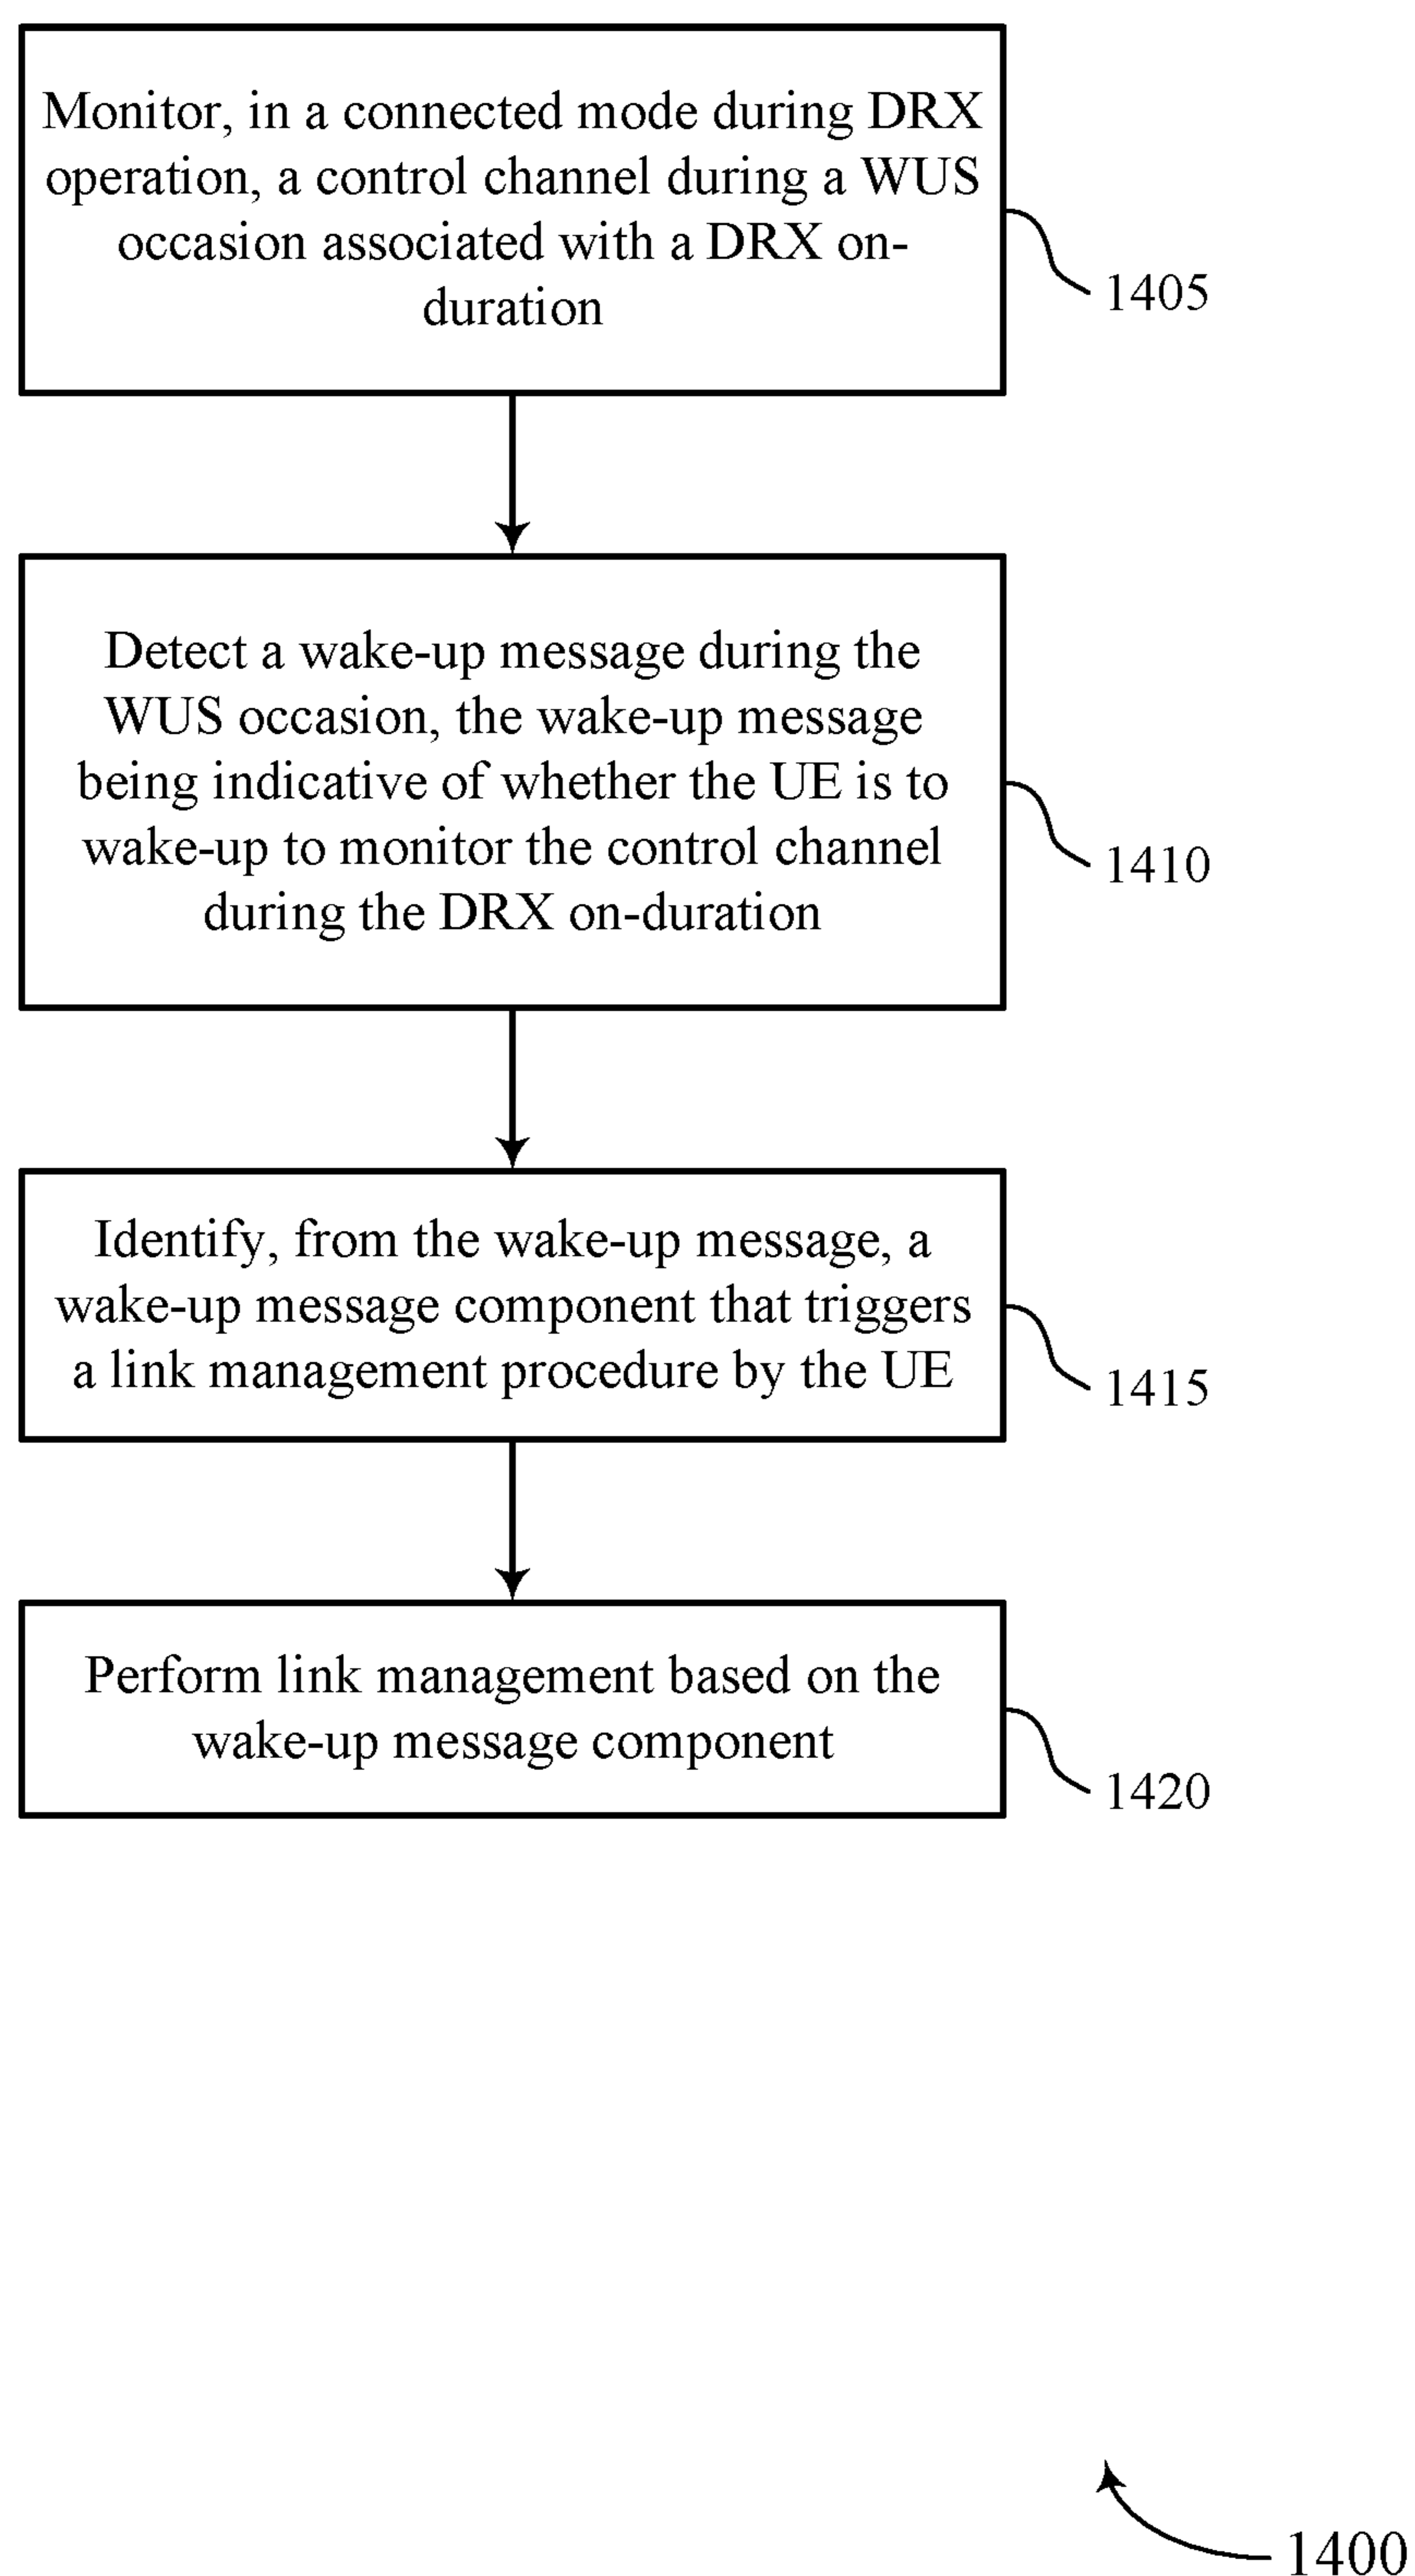 Monitor, in a connected mode during DRX
operation, a control channel during a WUS
occasion associated with a DRX on-
duration
1405
Detect a wake-up message during the
WUS occasion, the wake-up message
being indicative of whether the UE is to
wake-up to monitor the control channel
during the DRX on-duration
1410
Identify, from the wake-up message, a
wake-up message component that triggers
a link management procedure by the UE
1415
Perform link management based on the
wake-up message component
1420
1400